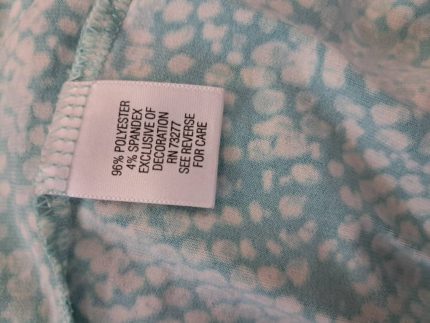 96% POLYESTER
4% SPANDEX
EXCLUSIVE OF
DECORATION
RN 73277
SEE REVERSE
FOR CARE